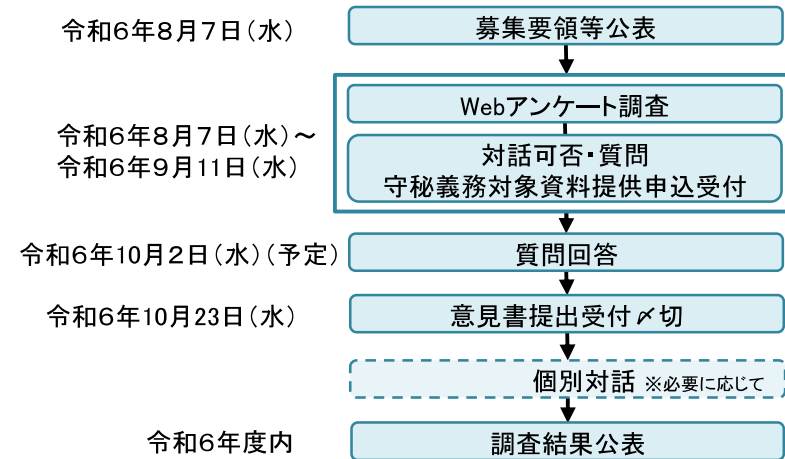 令和6年8月7日(水)
募集要領等公表
Webアンケート調査
令和6年8月7日(水)～
令和6年9月11日(水)
対話可否・質問
守秘義務対象資料提供申込受付
令和6年10月2日(水)(予定)
質問回答
令和6年10月23日(水)
意見書提出受付〆切
個別対話 ※必要に応じて
令和6年度内
調査結果公表